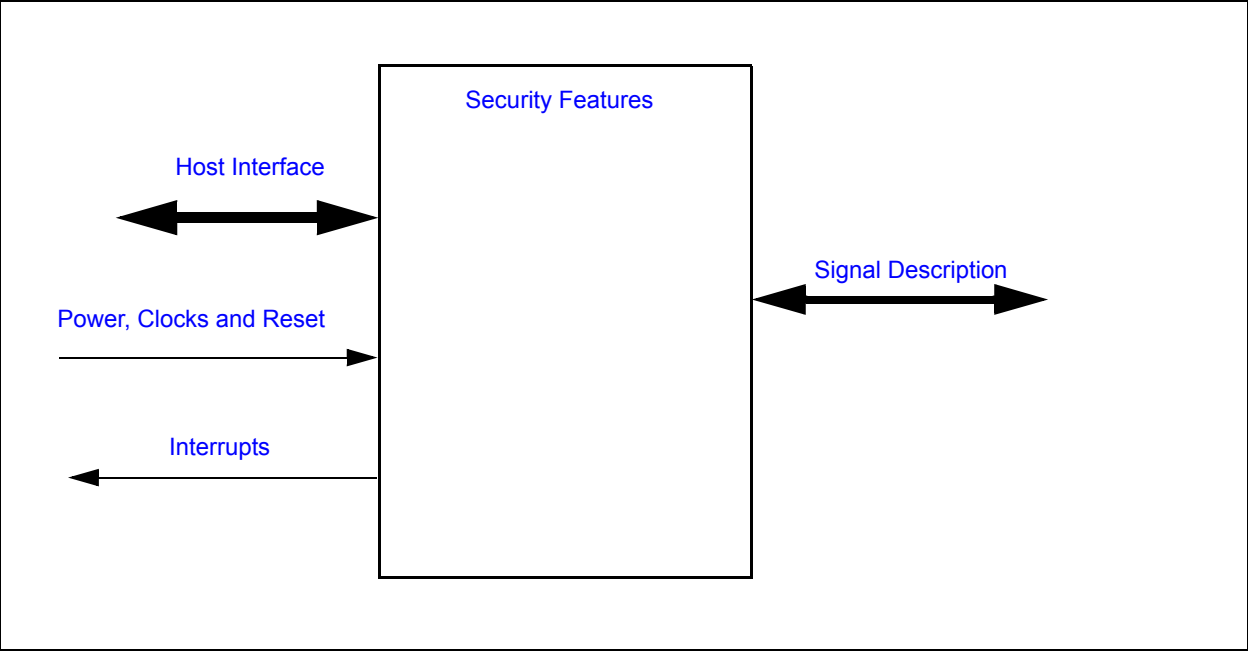 Security Features
Host Interface
Signal Description
Power, Clocks and Reset
Interrupts